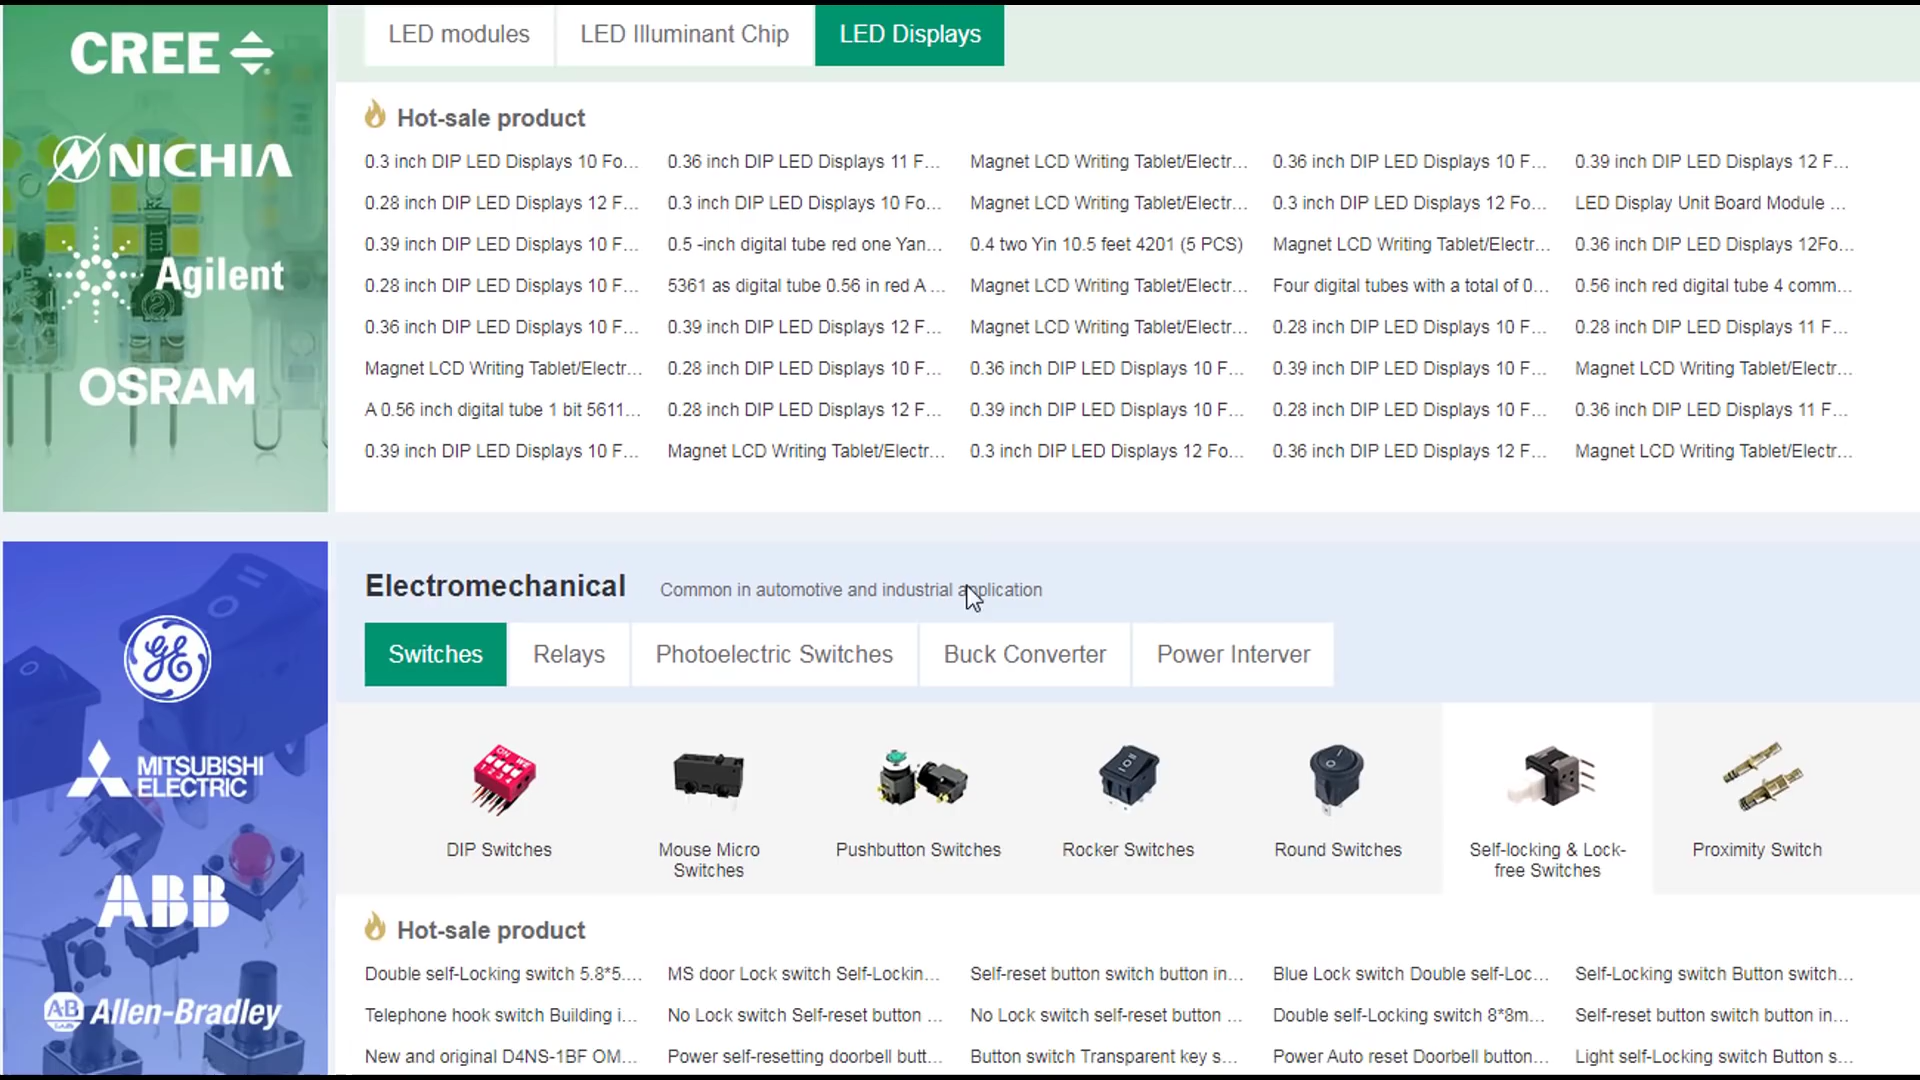 CREE
NICHIA
Agilent
OSRAM
LED modules LED Illuminant Chip LED Displays
Hot-sale product
0.3 inch DIP LED Displays 10 Fo... 0.36 inch DIP LED Displays 11 F... Magnet LCD Writing Tablet/Electr... 0.36 inch DIP LED Displays 10 F... 0.39 inch DIP LED Displays 12 F...
0.28 inch DIP LED Displays 12 F... 0.3 inch DIP LED Displays 10 Fo... Magnet LCD Writing Tablet/Electr... 0.3 inch DIP LED Displays 12 Fo... LED Display Unit Board Module ...
0.39 inch DIP LED Displays 10 F... 0.5 -inch digital tube red one Yan... 0.4 two Yin 10.5 feet 4201 (5 PCS) Magnet LCD Writing Tablet/Electr... 0.36 inch DIP LED Displays 12Fo...
0.28 inch DIP LED Displays 10 F... 5361 as digital tube 0.56 in red A ... Magnet LCD Writing Tablet/Electr... Four digital tubes with a total of 0... 0.56 inch red digital tube 4 comm...
0.36 inch DIP LED Displays 10 F... 0.39 inch DIP LED Displays 12 F... Magnet LCD Writing Tablet/Electr... 0.28 inch DIP LED Displays 10 F... 0.28 inch DIP LED Displays 11 F...
Magnet LCD Writing Tablet/Electr... 0.28 inch DIP LED Displays 10 F... 0.36 inch DIP LED Displays 10 F... 0.39 inch DIP LED Displays 10 F... Magnet LCD Writing Tablet/Electr...
A 0.56 inch digital tube 1 bit 5611... 0.28 inch DIP LED Displays 12 F... 0.39 inch DIP LED Displays 10 F... 0.28 inch DIP LED Displays 10 F... 0.36 inch DIP LED Displays 11 F...
0.39 inch DIP LED Displays 10 F... Magnet LCD Writing Tablet/Electr... 0.3 inch DIP LED Displays 12 Fo... 0.36 inch DIP LED Displays 12 F... Magnet LCD Writing Tablet/Electr...
GE
MITSUBISHI
ELECTRIC
ABB
A-B
Allen-Bradley
Electromechanical Common in automotive and industrial application
Switches Relays Photoelectric Switches Buck Converter Power Interver
DIP Switches
Mouse Micro
Switches
Pushbutton Switches
Rocker Switches
Round Switches
Self-locking & Lock-
free Switches
Proximity Switch
Hot-sale product
Double self-Locking switch 5.8*5.... MS door Lock switch Self-Lockin... Self-reset button switch button in... Blue Lock switch Double self-Loc... Self-Locking switch Button switch...
Telephone hook switch Building i... No Lock switch Self-reset button ... No Lock switch self-reset button ... Double self-Locking switch 8*8m... Self-reset button switch button in...
New and original D4NS-1BF OM... Power self-resetting doorbell butt... Button switch Transparent key s... Power Auto reset Doorbell button... Light self-Locking switch Button s...